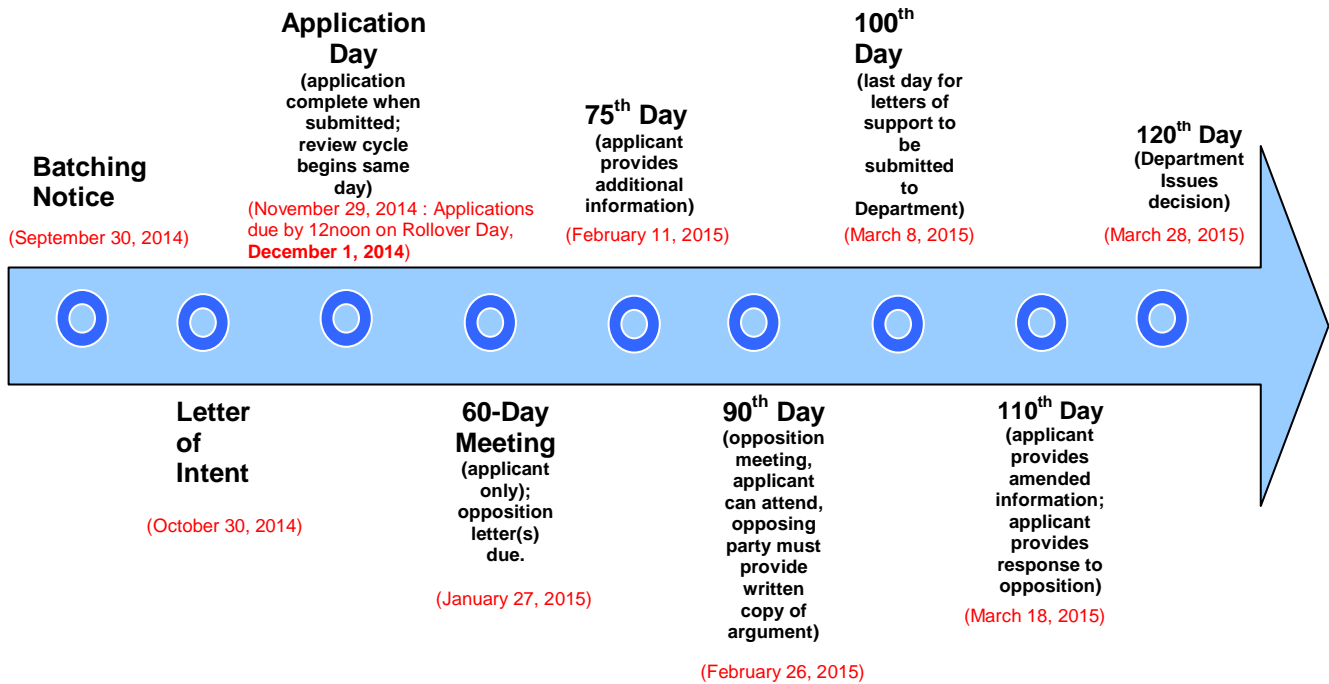 Batching
Notice
(September 30, 2014)
Letter
of
Intent
(October 30, 2014)
Application
Day
(application
complete when
submitted;
review cycle
begins same
day)
(November 29, 2014 : Applications
due by 12noon on Rollover Day,
December 1, 2014)
60-Day
Meeting
(applicant
only);
opposition
letter(s)
due.
(January 27, 2015)
75th Day
(applicant
provides
additional
information)
(February 11, 2015)
90th Day
(opposition
meeting,
applicant
can attend,
opposing
party must
provide
written
copy of
argument)
(February 26, 2015)
100th
Day
(last day for
letters of
support to
be
submitted
to
Department)
(March 8, 2015)
110th Day
(applicant
provides
amended
information;
applicant
provides
response to
opposition)
(March 18, 2015)
120th Day
(Department
Issues
decision)
(March 28, 2015)